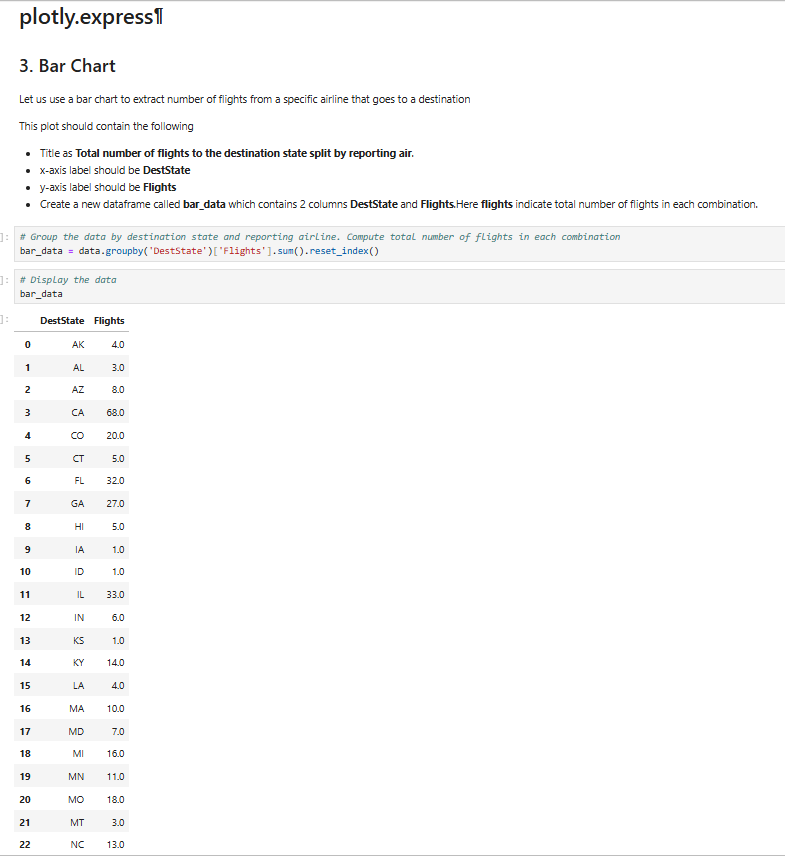 plotly.express¶
3. Bar Chart
Let us use a bar chart to extract number of flights from a specific airline that goes to a destination
This plot should contain the following
• Title as Total number of flights to the destination state split by reporting air.
• x-axis label should be DestState
• y-axis label should be Flights
• Create a new dataframe called bar_data which contains 2 columns DestState and Flights.Here flights indicate total number of flights in each combination.
]: # Group the data by destination state and reporting airline. Compute total number of flights in each combination
bar_data = data.groupby('DestState')['Flights'].sum().reset_index()
]: # Display the data
bar_data
]: DestState Flights
0 AK 4.0
1 AL 3.0
2 AZ 8.0
3 CA 68.0
4 CO 20.0
5 CT 5.0
6 FL 32.0
7 GA 27.0
8 HI 5.0
9 IA 1.0
10 ID 1.0
11 IL 33.0
12 IN 6.0
13 KS 1.0
14 KY 14.0
15 LA 4.0
16 MA 10.0
17 MD 7.0
18 MI 16.0
19 MN 11.0
20 MO 18.0
21 MT 3.0
22 NC 13.0